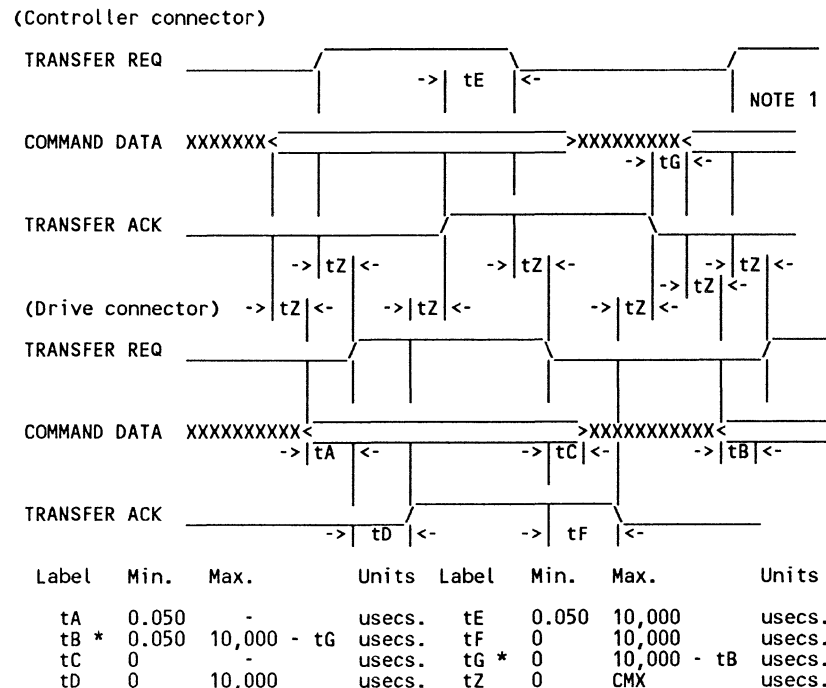 (Controller connector)
TRANSFER REQ
->| tE |<-
NOTE 1
COMMAND DATA XXXXXXX< >XXXXXXXXX<
->|tG|<-
TRANSFER ACK
->|tZ|<- ->|tZ|<- ->|tZ|<-
->|tZ|<-
(Drive connector) ->|tZ|<- ->|tZ|<- ->|tZ|<-
TRANSFER REQ
COMMAND DATA XXXXXXXXXX< >XXXXXXXXXXX<
->|tA|<- ->|tC|<- ->|tB|<-
TRANSFER ACK
->| tD |<- ->| tF |<-
Label Min. Max. Units Label Min. Max. Units
tA 0.050 - usecs. tE 0.050 10,000 usecs.
tB * 0.050 10,000 - tG usecs. tF 0 10,000 usecs.
tC 0 - usecs. tG * 0 10,000 - tB usecs.
tD 0 10,000 usecs. tZ 0 CMX usecs.